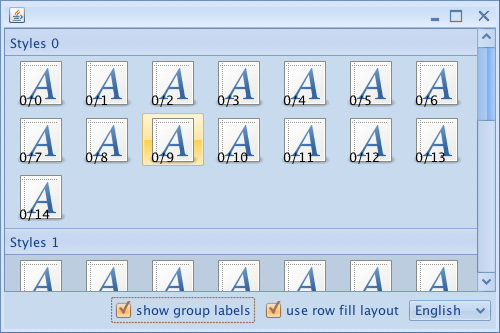 Styles 0
A A A A A A A
0/0 0/1 0/2 0/3 0/4 0/5 0/6
A A A A A A A
0/7 0/8 0/9 0/10 0/11 0/12 0/13
A
0/14
Styles 1
A A A A A A A
show group labels use row fill layout English